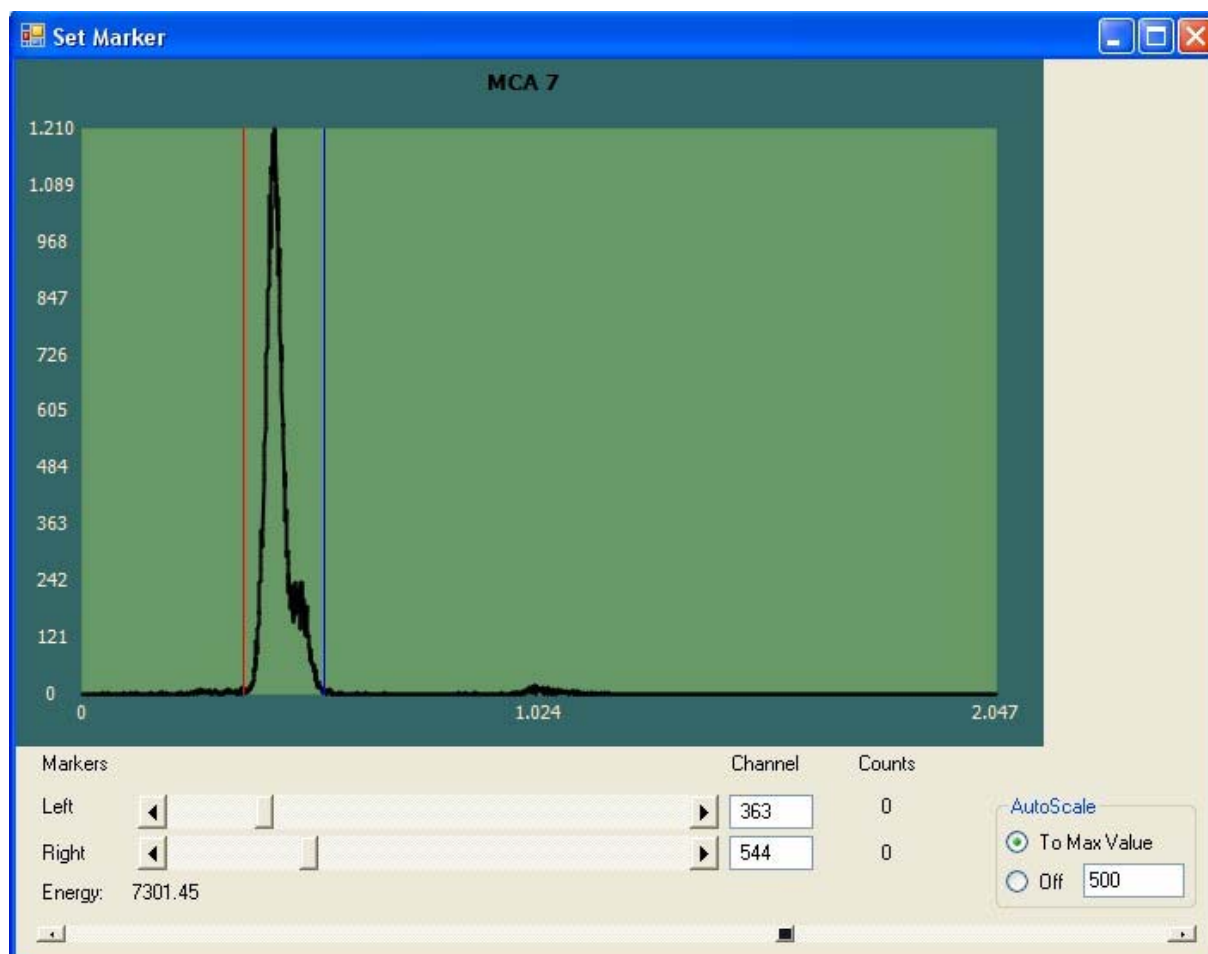 Set Marker
MCA 7
1.210
1.089
968
847
726
605
484
363
242
121
0
0 1.024 2.047
Markers Channel Counts
Left 363 0
Right 544 0
Energy: 7301.45
AutoScale
To Max Value
Off 500